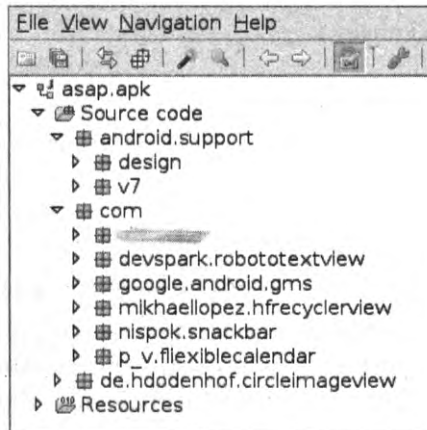 File View Navigation Help
asap.apk
Source code
android.support
design
v7
com
devspark.robototextview
google.android.gms
mikhaellopez.hfrecyclerview
nispok.snackbar
p_v.fliexiblecalendar
de.hdodenhof.circleimageview
Resources